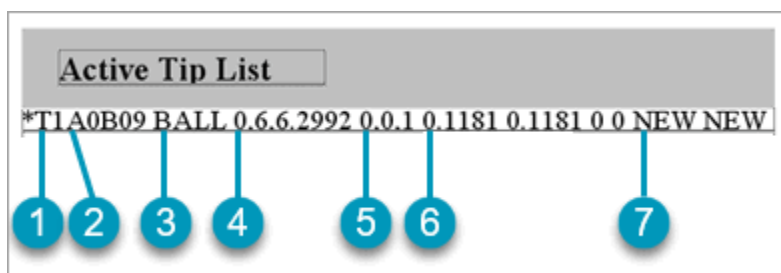 Active Tip List
*T1A0B09 BALL 0.6.6.2992 0.0.1 0.1181 0.1181 0 0 NEW NEW
1 2 3 4 5 6 7